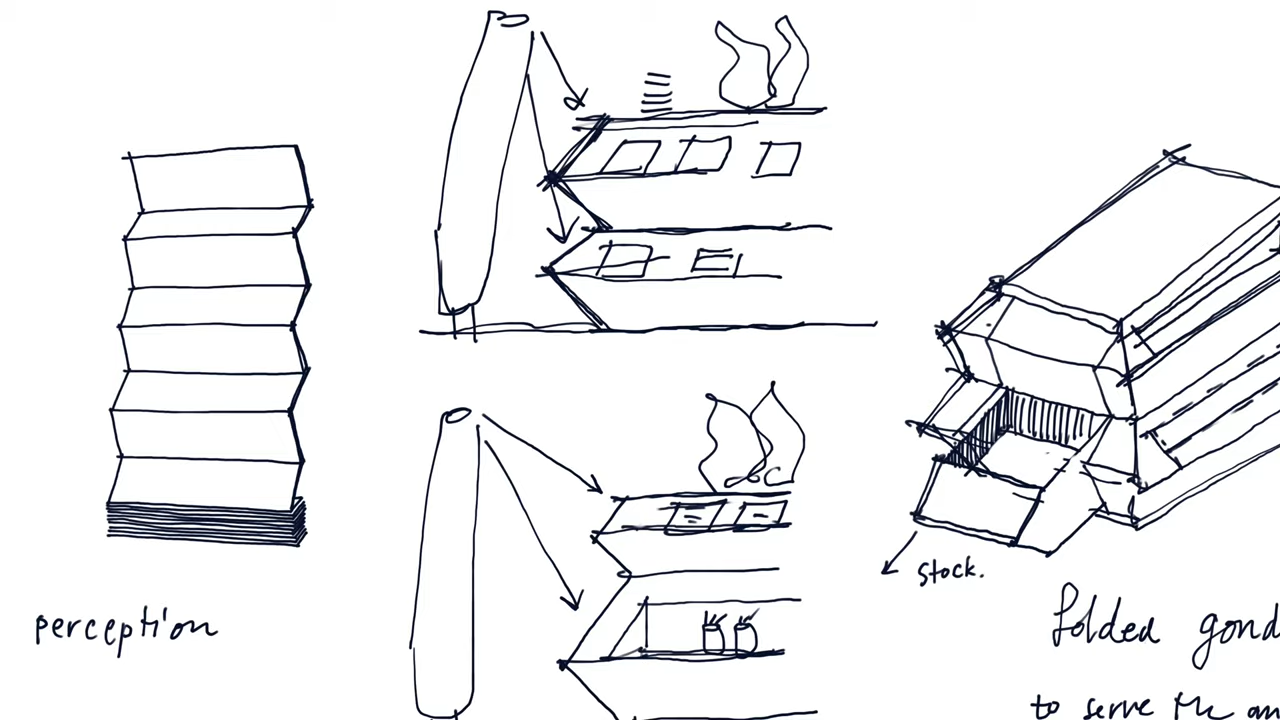 perception
stock.
folded gond
to serve the an